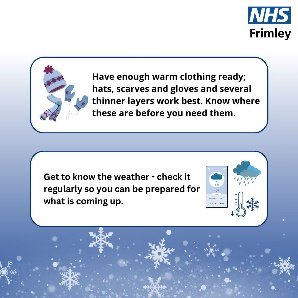 NHS
Frimley
Have enough warm clothing ready;
hats, scarves and gloves and several
thinner layers work best. Know where
these are before you need them.
Get to know the weather - check it
regularly so you can be prepared for
what is coming up.